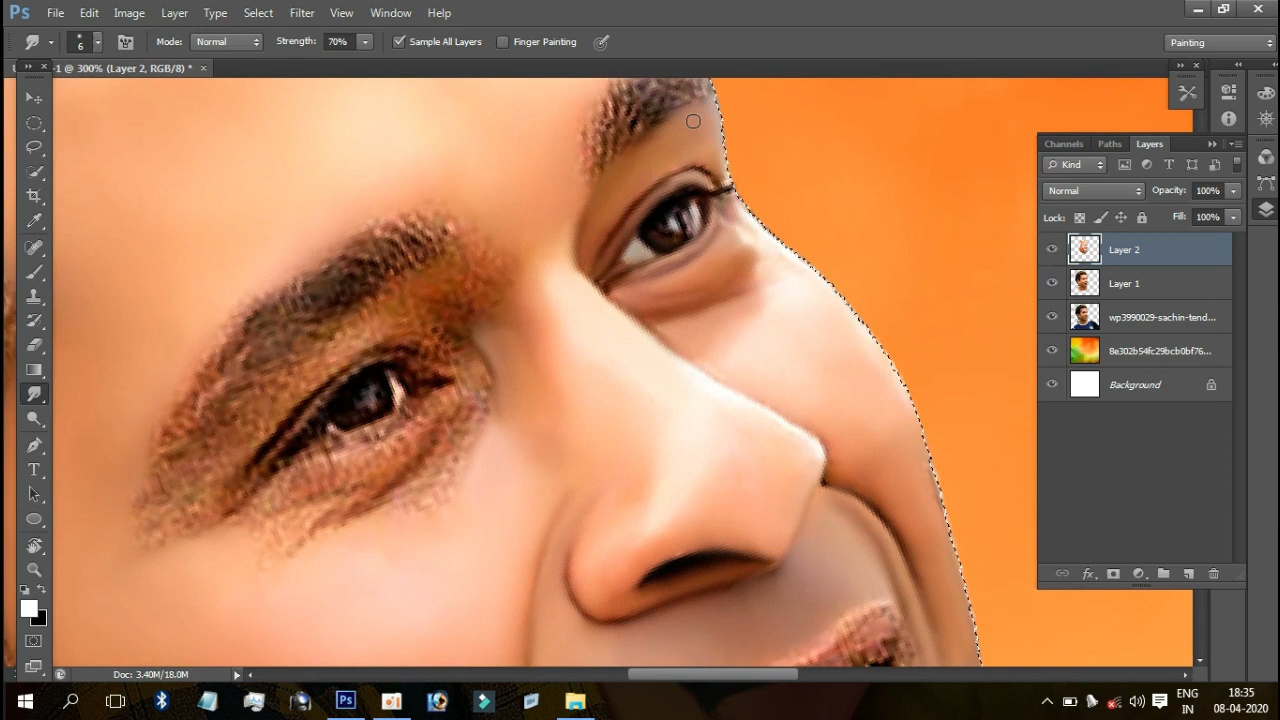 Ps File Edit Image Layer Type Select Filter View Window Help
6 Mode: Normal Strength: 70% Sample All Layers Finger Painting Painting
-1 @ 300% (Layer 2, RGB/8) * ×
Channels Paths Layers
Kind
Normal Opacity: 100%
Lock: Fill: 100%
Layer 2
Layer 1
wp3990029-sachin-tend...
8e302b54fc29bcb0bf76...
Background
fx
Doc: 3.40M/18.0M
Ps
ENG
IN
18:35
08-04-2020